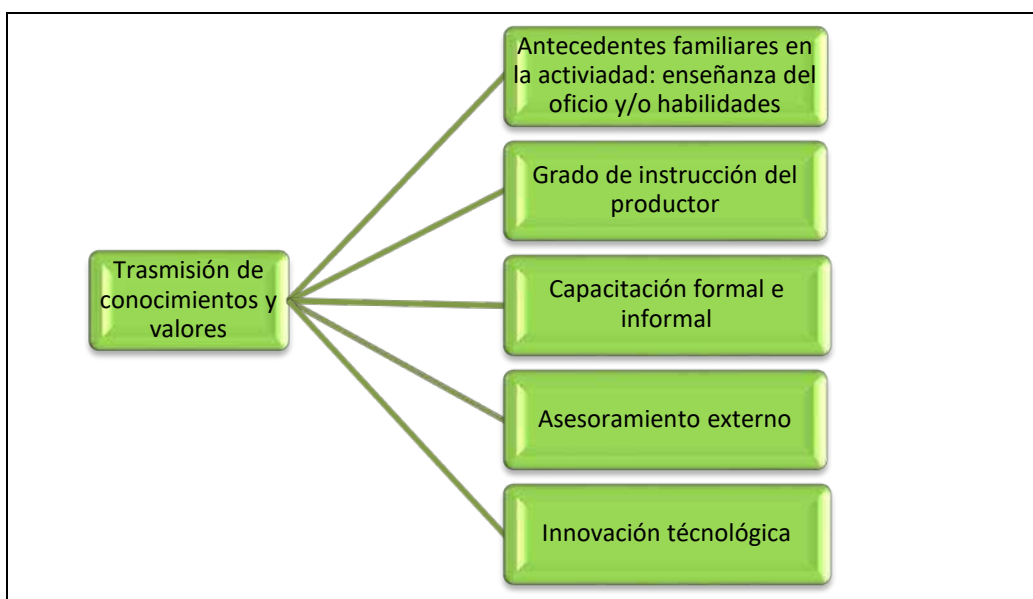 Antecedentes familiares en
la activiadad: enseñanza del
oficio y/o habilidades
Grado de instrucción del
productor
Trasmisión de
conocimientos y
valores
Capacitación formal e
informal
Asesoramiento externo
Innovación técnológica